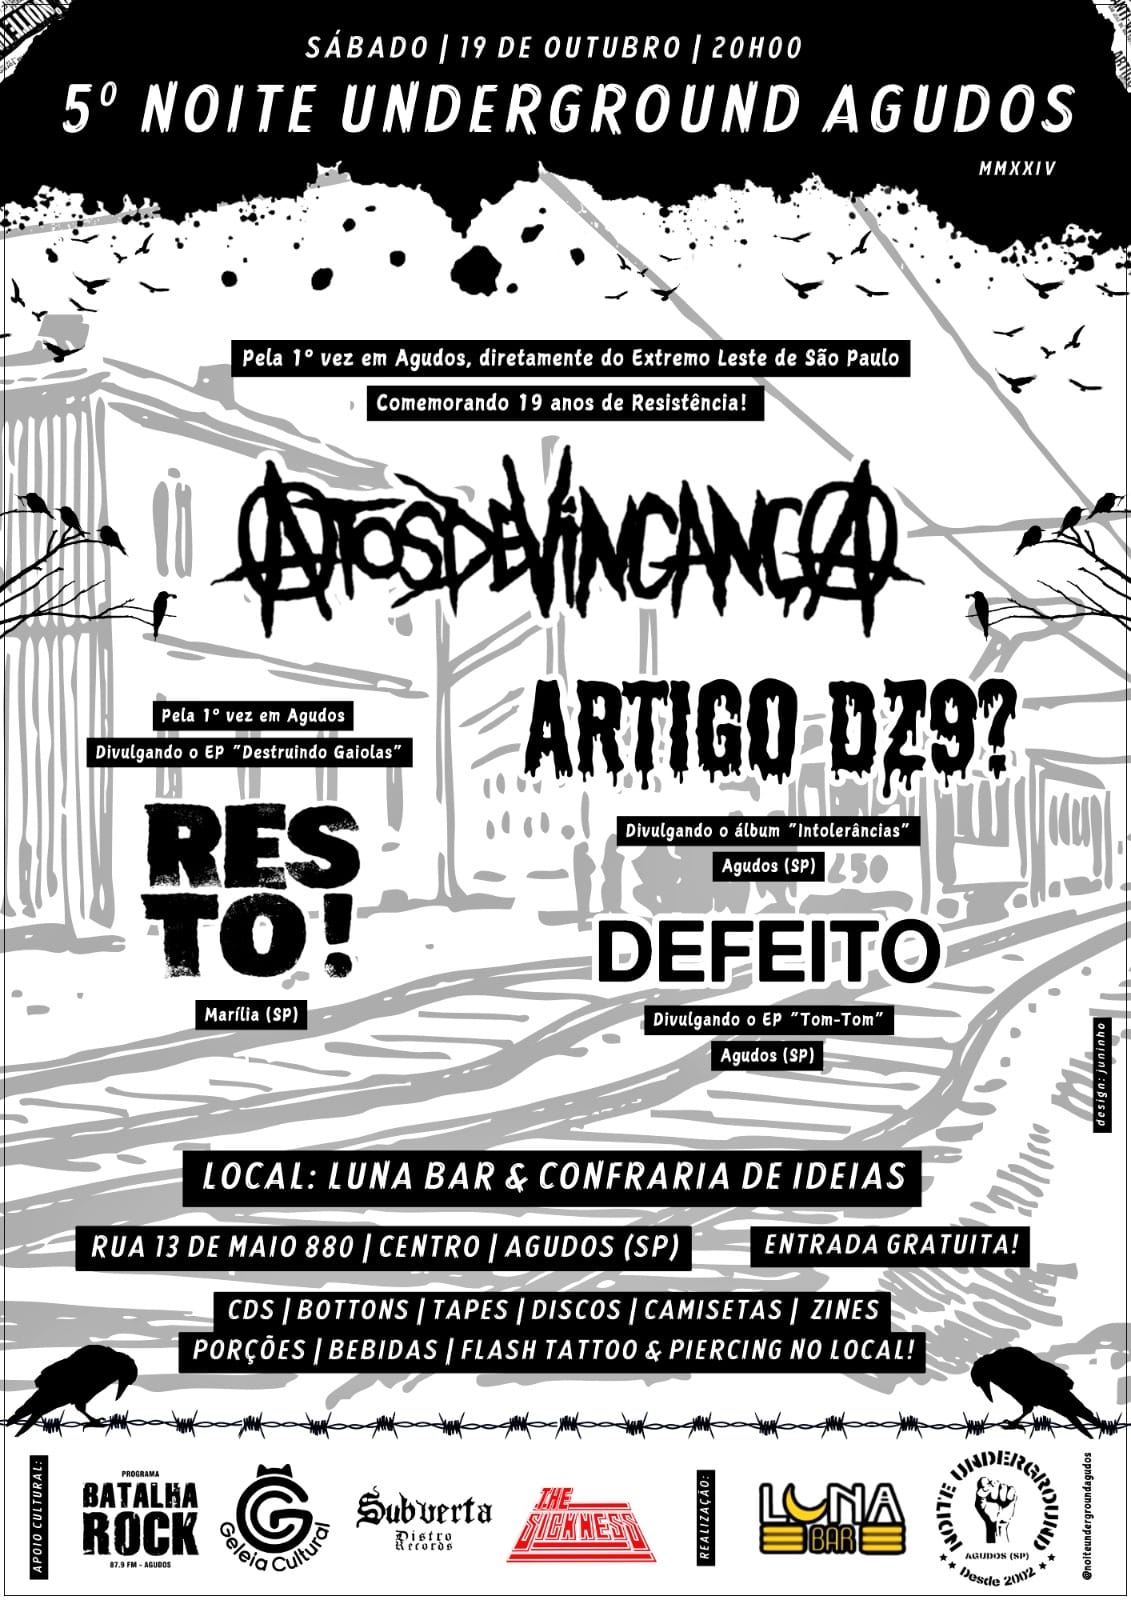 SÁBADO | 19 DE OUTUBRO | 20H00
5º NOITE UNDERGROUND AGUDOS
MMXXIV
Pela 1° vez em Agudos, diretamente do Extremo Leste de São Paulo
Comemorando 19 anos de Resistência!
ATOSDEVINGANÇA
Pela 1° vez em Agudos
Divulgando o EP "Destruindo Gaiolas"
RES
TO!
Marília (SP)
ARTIGO DZ9?
Divulgando o álbum "Intolerâncias"
Agudos (SP)
250
DEFEITO
Divulgando o EP "Tom-Tom"
Agudos (SP)
design: juninho
LOCAL: LUNA BAR & CONFRARIA DE IDEIAS
RUA 13 DE MAIO 880 | CENTRO | AGUDOS (SP)
ENTRADA GRATUITA!
CDS | BOTTONS | TAPES | DISCOS | CAMISETAS | ZINES
PORÇÕES | BEBIDAS | FLASH TATTOO & PIERCING NO LOCAL!
APOIO CULTURAL:
PROGRAMA
BATALHA
ROCK
87.9 FM - AGUDOS
Geleia Cultural
Subverta
Distro
Records
THE
SICKNESS
REALIZAÇÃO:
LUNA
BAR
NOITE UNDERGROUND
AGUDOS (SP)
Desde 2002
@noiteundergroundagudos